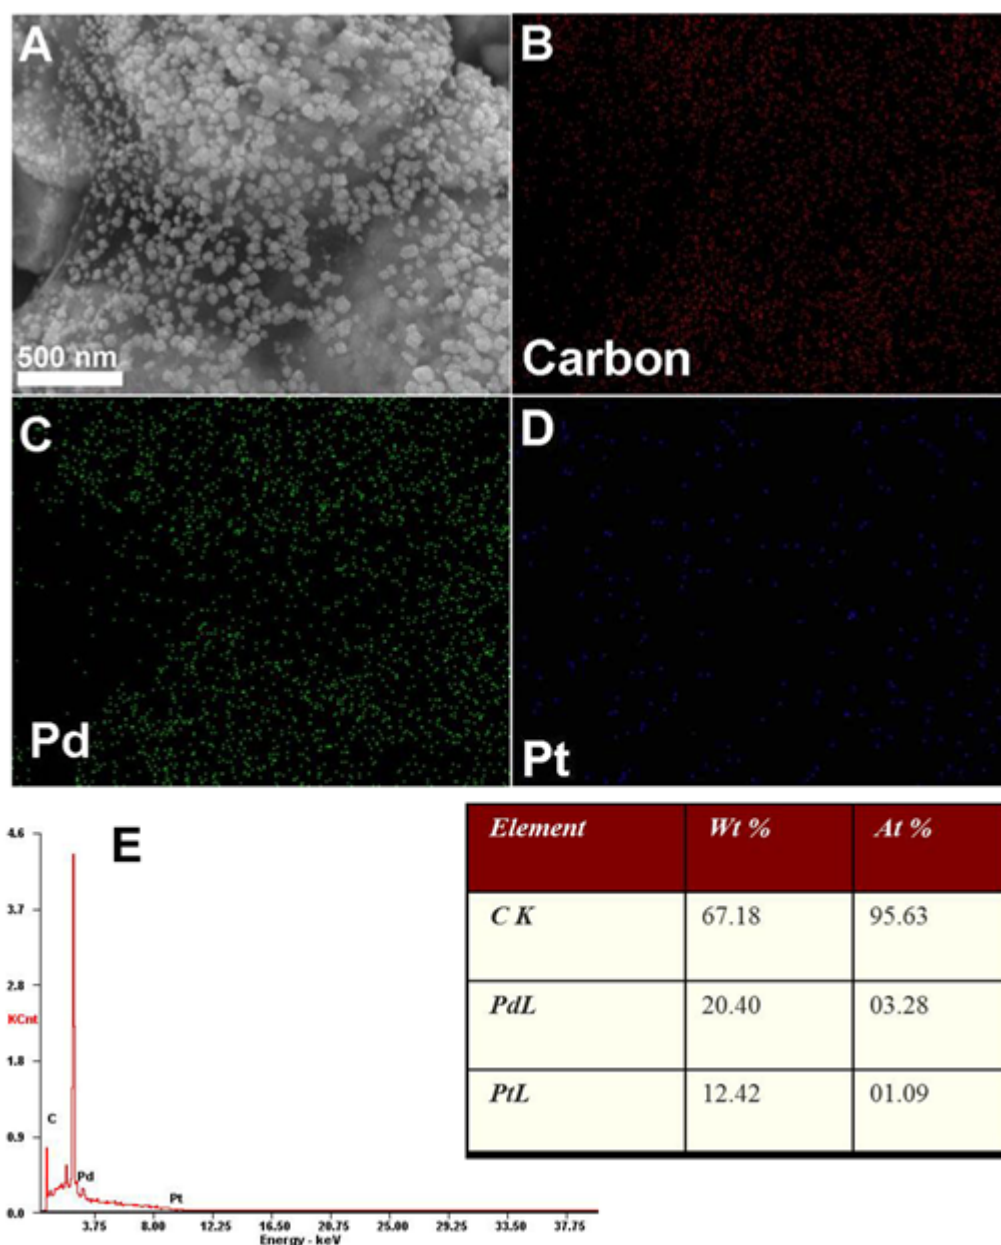 A
B
500 nm
Carbon
C
D
Pd
Pt
E
4.6
3.7
2.8
KCnt
1.8
0.9
0.0
C
Pd
Pt
3.75 8.00 12.25 16.50 20.75 25.00 29.25 33.50 37.75
Energy - keV
Element Wt % At %
C K 67.18 95.63
PdL 20.40 03.28
PtL 12.42 01.09